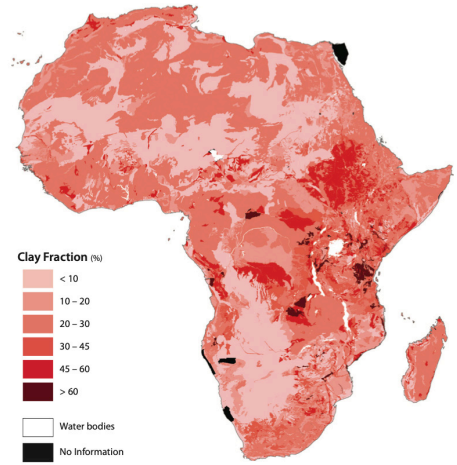 Clay Fraction (%)
< 10
10 – 20
20 – 30
30 – 45
45 – 60
> 60
Water bodies
No Information